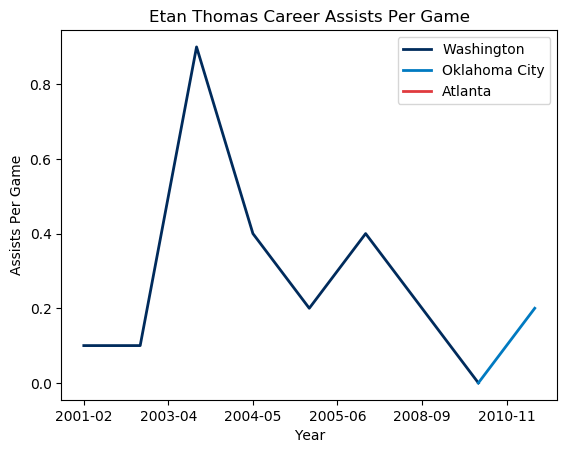 Etan Thomas Career Assists Per Game
Washington
Oklahoma City
Atlanta
Assists Per Game
0.8
0.6
0.4
0.2
0.0
2001-02 2003-04 2004-05 2005-06 2008-09 2010-11
Year